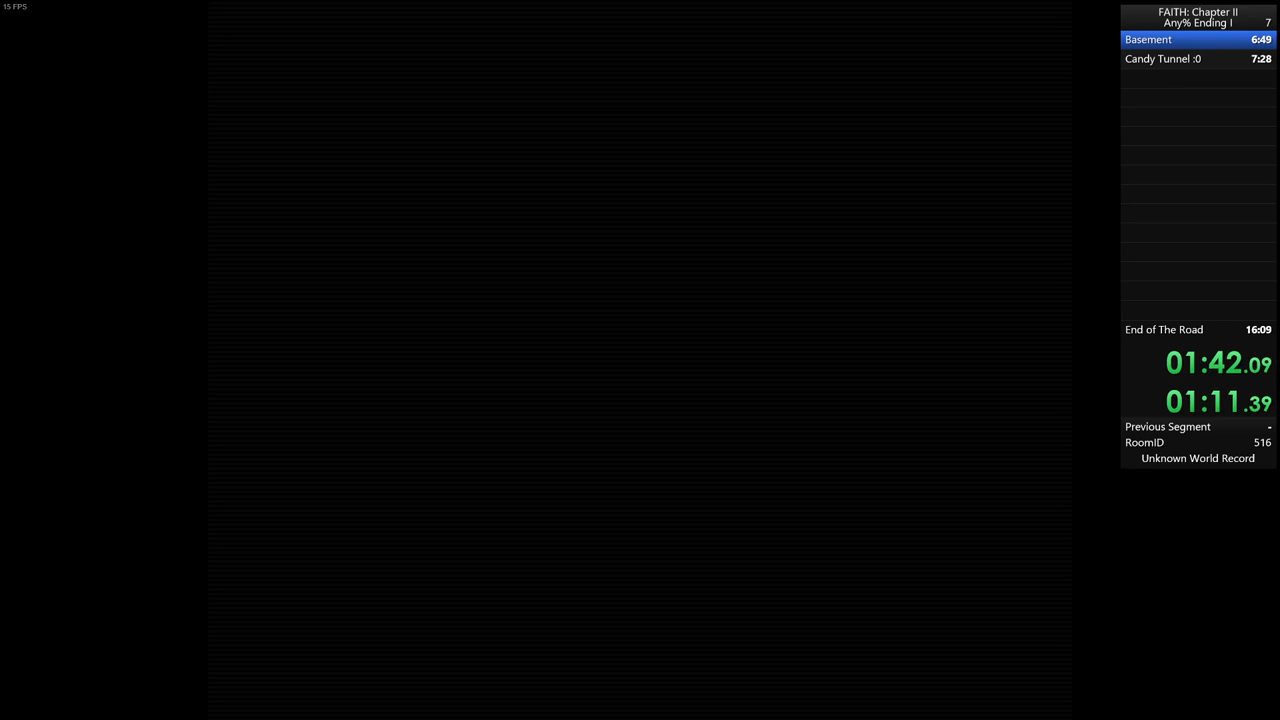 15 FPS
FAITH: Chapter II
Any% Ending I 7
Basement 6:49
Candy Tunnel :0 7:28
End of The Road 16:09
01:42.09
01:11.39
Previous Segment -
RoomID 516
Unknown World Record